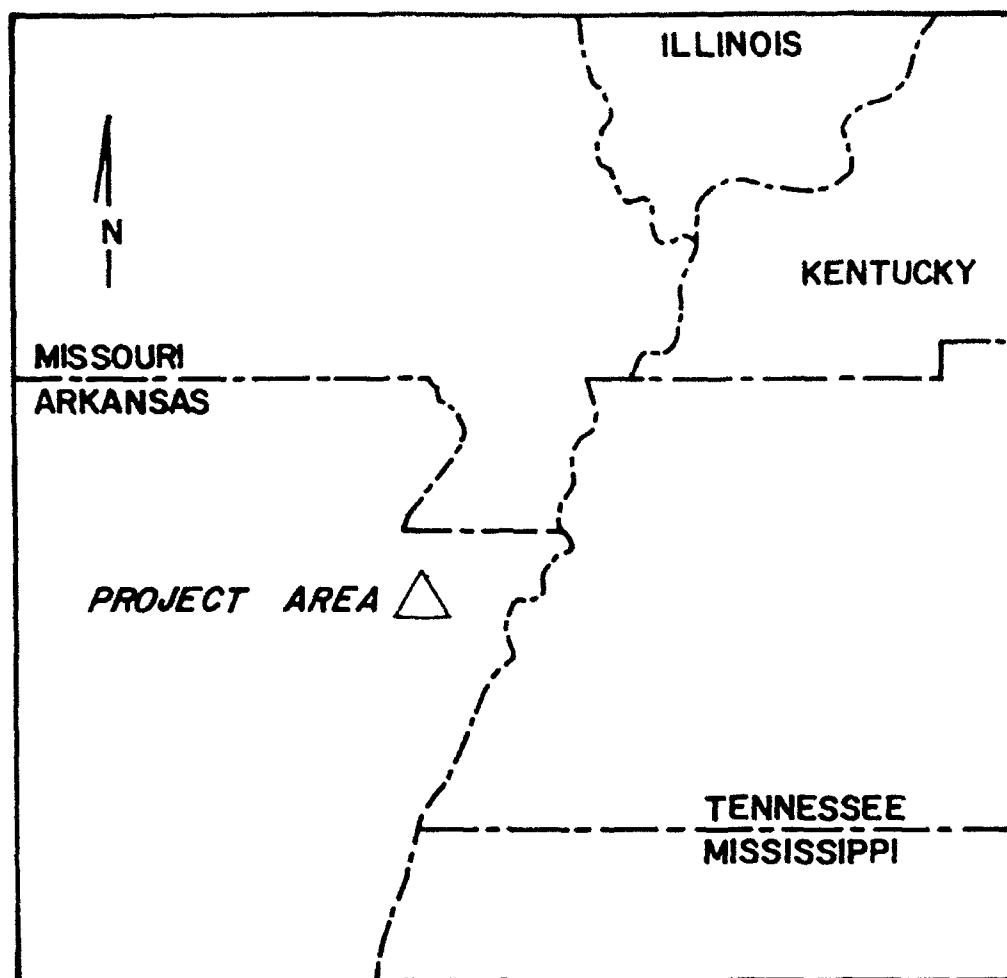 ILLINOIS
N
KENTUCKY
MISSOURI
ARKANSAS
PROJECT AREA
TENNESSEE
MISSISSIPPI